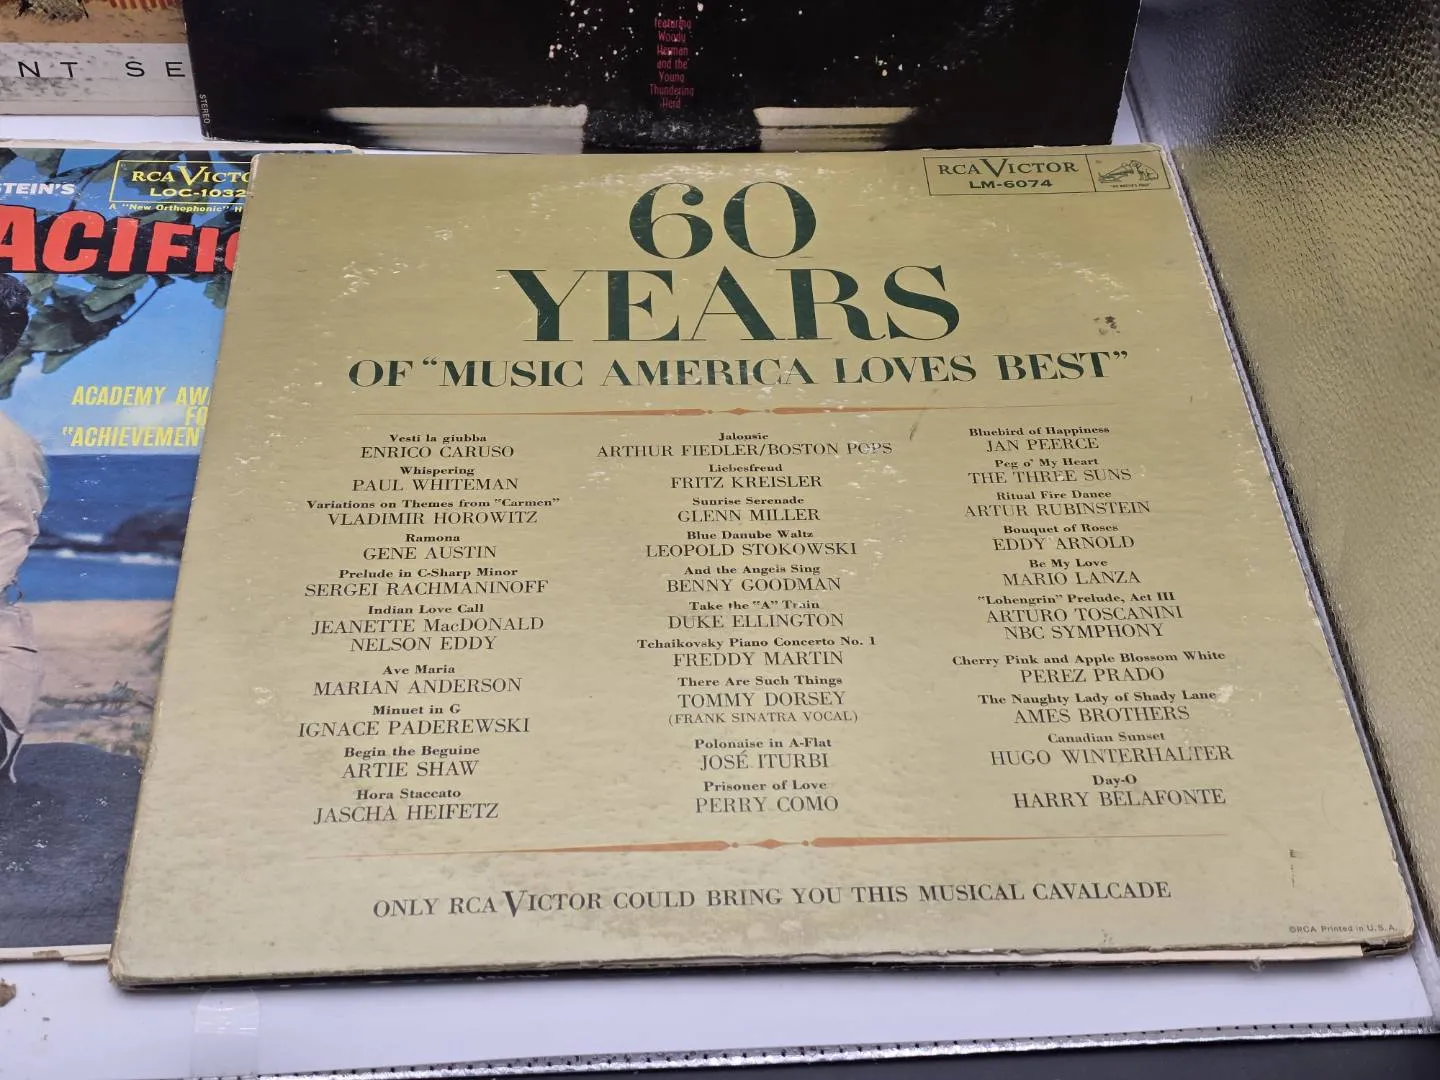 NT SE
STEREO
featuring
Woody
Herman
and the
Young
Thundering
Herd
STEIN'S
RCA VICTO
LOC-1032
A "New Orthophonic" H
ACIFIC
ACADEMY AW
FO
"ACHIEVEMEN
RCA VICTOR
LM-6074
60
YEARS
OF "MUSIC AMERICA LOVES BEST"
Vesti la giubba
ENRICO CARUSO
Whispering
PAUL WHITEMAN
Variations on Themes from "Carmen"
VLADIMIR HOROWITZ
Ramona
GENE AUSTIN
Prelude in C-Sharp Minor
SERGEI RACHMANINOFF
Indian Love Call
JEANETTE MacDONALD
NELSON EDDY
Ave Maria
MARIAN ANDERSON
Minuet in G
IGNACE PADEREWSKI
Begin the Beguine
ARTIE SHAW
Hora Staccato
JASCHA HEIFETZ
Jalousie
ARTHUR FIEDLER/BOSTON POPS
Liebesfreud
FRITZ KREISLER
Sunrise Serenade
GLENN MILLER
Blue Danube Waltz
LEOPOLD STOKOWSKI
And the Angels Sing
BENNY GOODMAN
Take the "A" Train
DUKE ELLINGTON
Tchaikovsky Piano Concerto No. 1
FREDDY MARTIN
There Are Such Things
TOMMY DORSEY
(FRANK SINATRA VOCAL)
Polonaise in A-Flat
JOSÉ ITURBI
Prisoner of Love
PERRY COMO
Bluebird of Happiness
JAN PEERCE
Peg o' My Heart
THE THREE SUNS
Ritual Fire Dance
ARTUR RUBINSTEIN
Bouquet of Roses
EDDY ARNOLD
Be My Love
MARIO LANZA
"Lohengrin" Prelude, Act III
ARTURO TOSCANINI
NBC SYMPHONY
Cherry Pink and Apple Blossom White
PEREZ PRADO
The Naughty Lady of Shady Lane
AMES BROTHERS
Canadian Sunset
HUGO WINTERHALTER
Day-O
HARRY BELAFONTE
ONLY RCA VICTOR COULD BRING YOU THIS MUSICAL CAVALCADE
©RCA Printed in U.S.A.